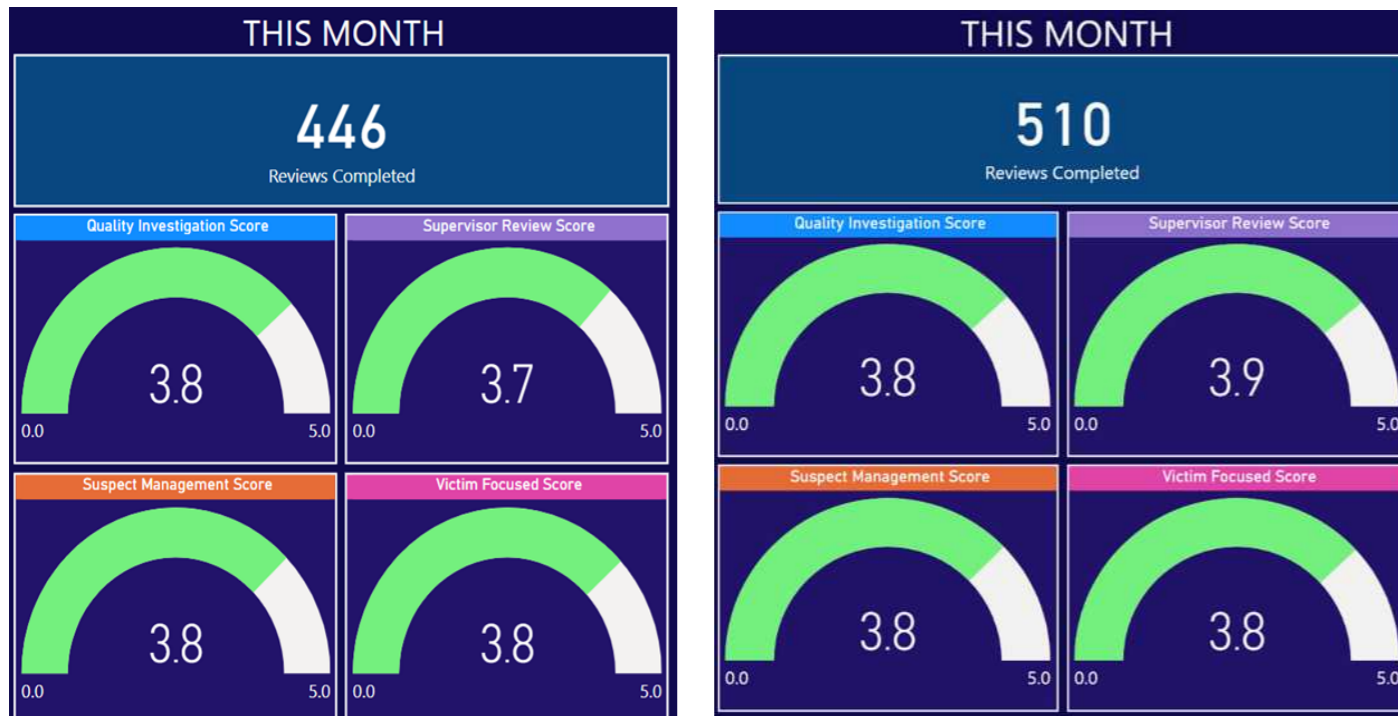 THIS MONTH
446
Reviews Completed
Quality Investigation Score
3.8
0.0 5.0
Supervisor Review Score
3.7
0.0 5.0
Suspect Management Score
3.8
0.0 5.0
Victim Focused Score
3.8
0.0 5.0
THIS MONTH
510
Reviews Completed
Quality Investigation Score
3.8
0.0 5.0
Supervisor Review Score
3.9
0.0 5.0
Suspect Management Score
3.8
0.0 5.0
Victim Focused Score
3.8
0.0 5.0